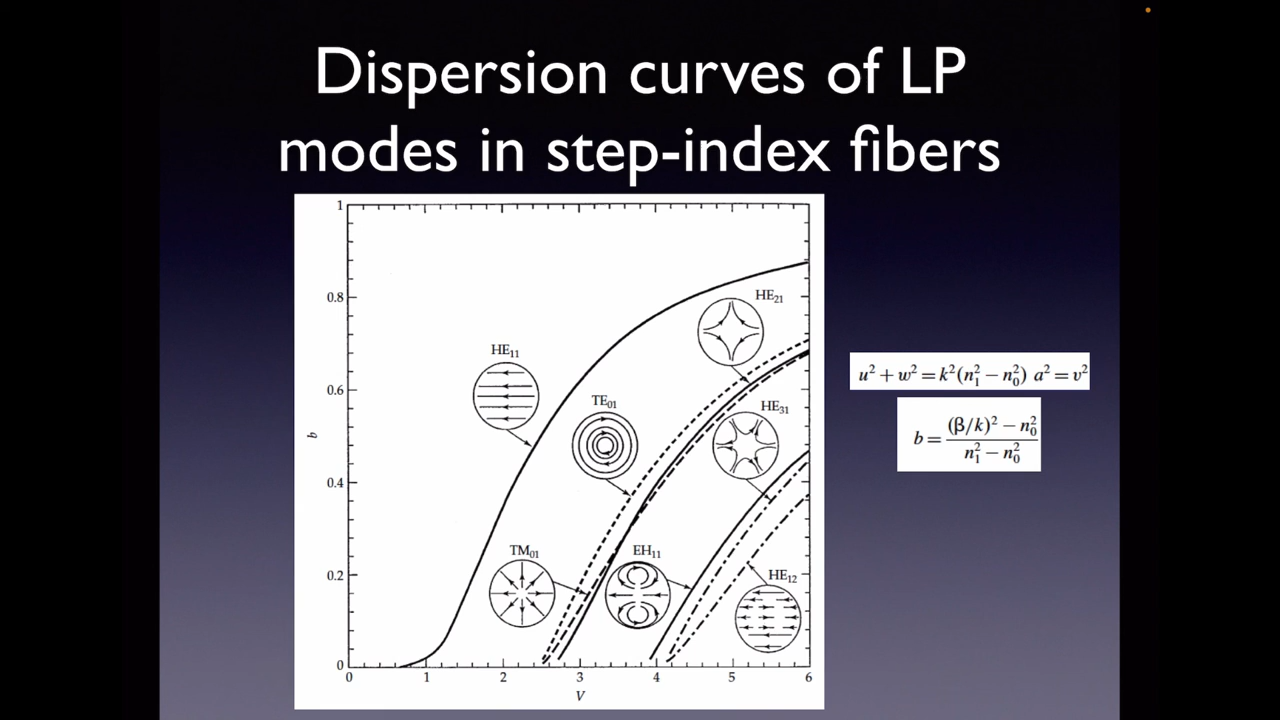 Dispersion curves of LP
modes in step-index fibers
1
0.8
0.6
0.4
0.2
0
b
0 1 2 3 4 5 6
V
HE₁₁
TE₀₁
HE₂₁
HE₃₁
TM₀₁
EH₁₁
HE₁₂
u² + w² = k²(n₁² − n₀²) a² = v²
b = (β/k)² − n₀² / n₁² − n₀²